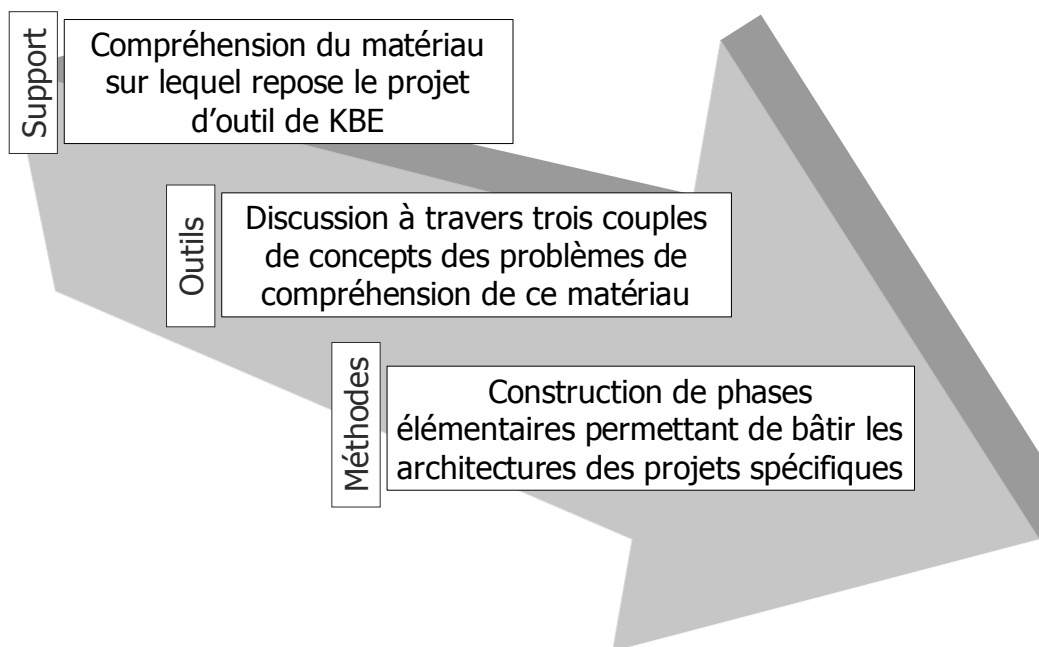 Support
Compréhension du matériau
sur lequel repose le projet
d’outil de KBE
Outils
Discussion à travers trois couples
de concepts des problèmes de
compréhension de ce matériau
Méthodes
Construction de phases
élémentaires permettant de bâtir les
architectures des projets spécifiques